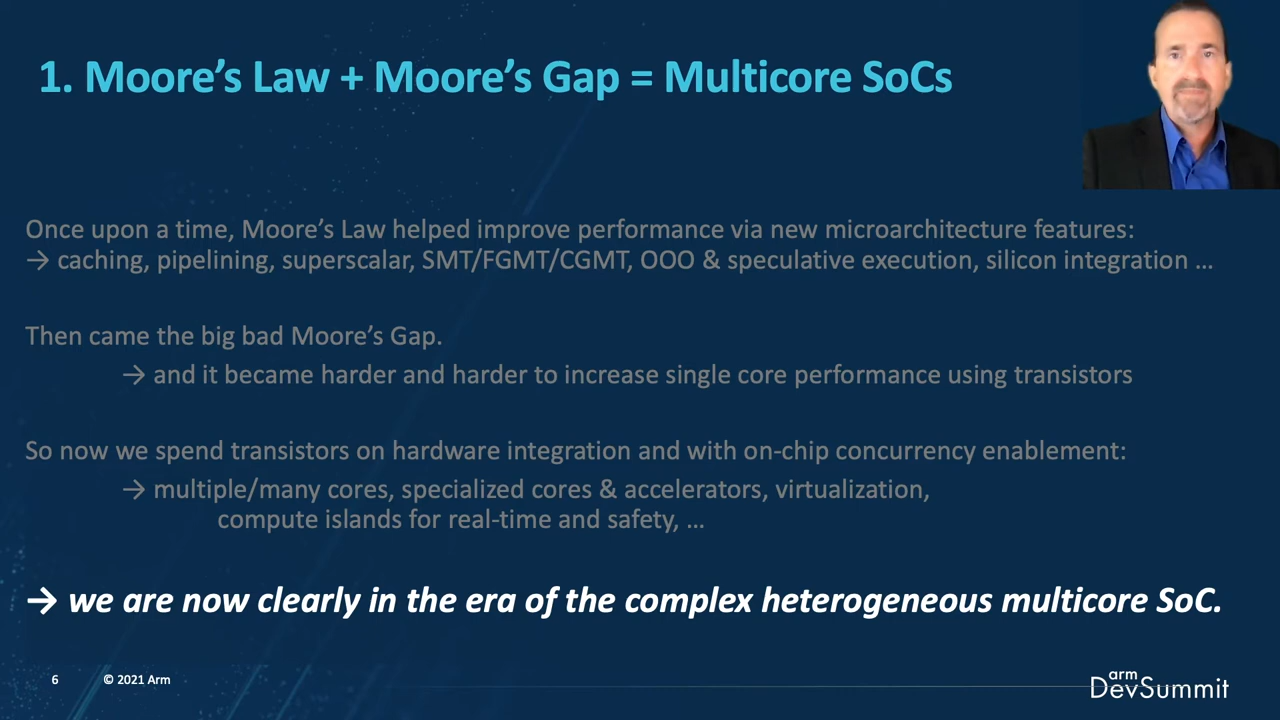 1. Moore’s Law + Moore’s Gap = Multicore SoCs
Once upon a time, Moore’s Law helped improve performance via new microarchitecture features:
→ caching, pipelining, superscalar, SMT/FGMT/CGMT, OOO & speculative execution, silicon integration …
Then came the big bad Moore’s Gap.
→ and it became harder and harder to increase single core performance using transistors
So now we spend transistors on hardware integration and with on-chip concurrency enablement:
→ multiple/many cores, specialized cores & accelerators, virtualization,
compute islands for real-time and safety, …
→ we are now clearly in the era of the complex heterogeneous multicore SoC.
6 © 2021 Arm
arm
DevSummit